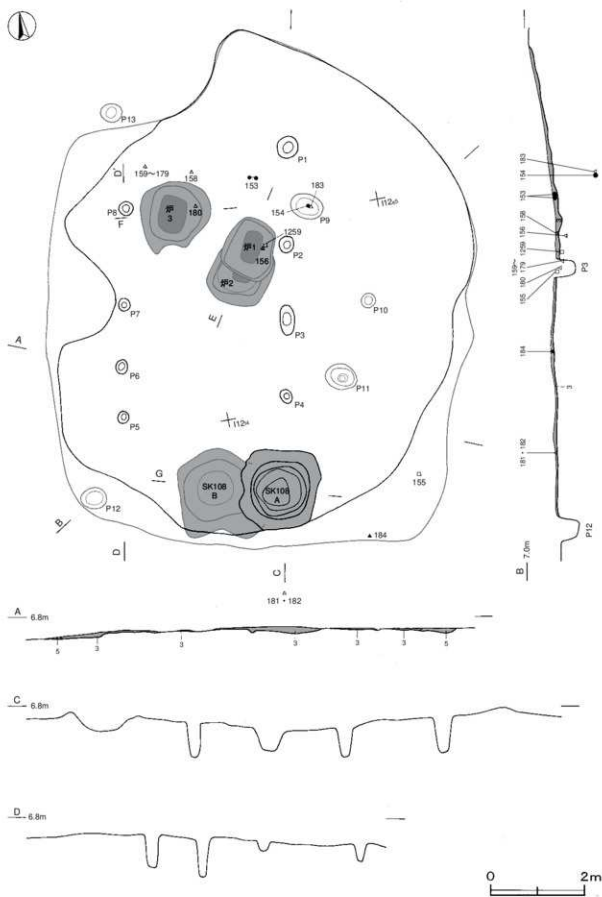 P13
P1
D'
159〜179
158
153
183
154
P9
I12e5
P8
F
炉
3
180
1259
炉1
156
P2
炉2
E
P7
P3
P10
A
P6
P11
P4
P5
I12f4
G
SK108
B
SK108
A
155
P12
B
D
C
184
181・182
183
154
153
158
156
1259
159〜
179
180
155
P3
184
3
181・182
P12
B 7.0m
A 6.8m
5
3
3
3
3
5
C 6.8m
D 6.8m
0
2m